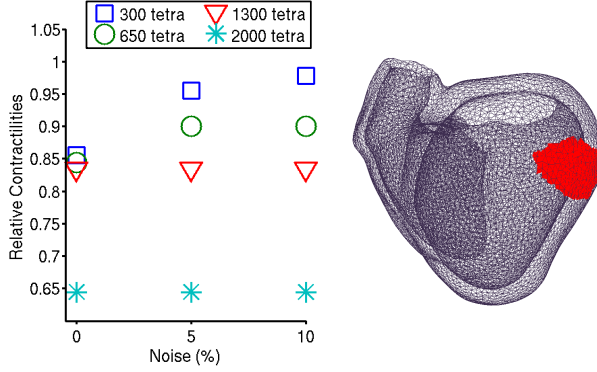 300 tetra 1300 tetra
650 tetra 2000 tetra
1.05
1
0.95
0.9
0.85
0.8
0.75
0.7
0.65
Relative Contractilities
0 5 10
Noise (%)